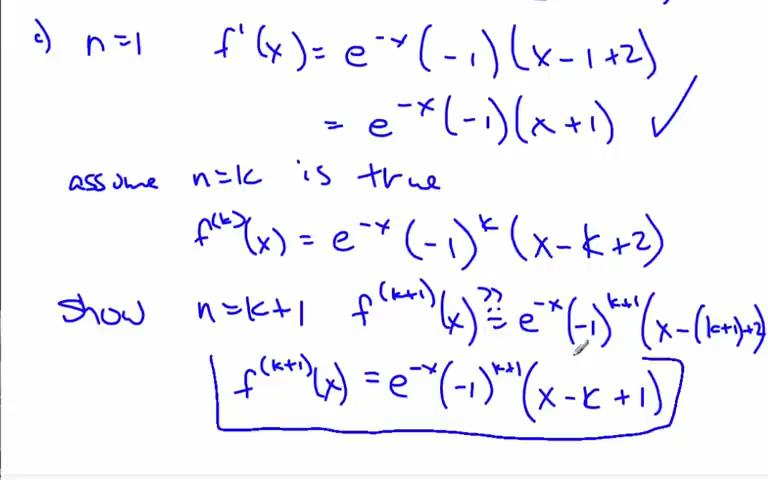 c) n=1 f'(x) = e^{-x}(-1)(x-1+2)
= e^{-x}(-1)(x+1) ✓
assume n=k is true
f^{(k)}(x) = e^{-x}(-1)^{k}(x-k+2)
Show n=k+1 f^{(k+1)}(x) ?? = e^{-x}(-1)^{k+1}(x-(k+1)+2)
f^{(k+1)}(x) = e^{-x}(-1)^{k+1}(x-k+1)